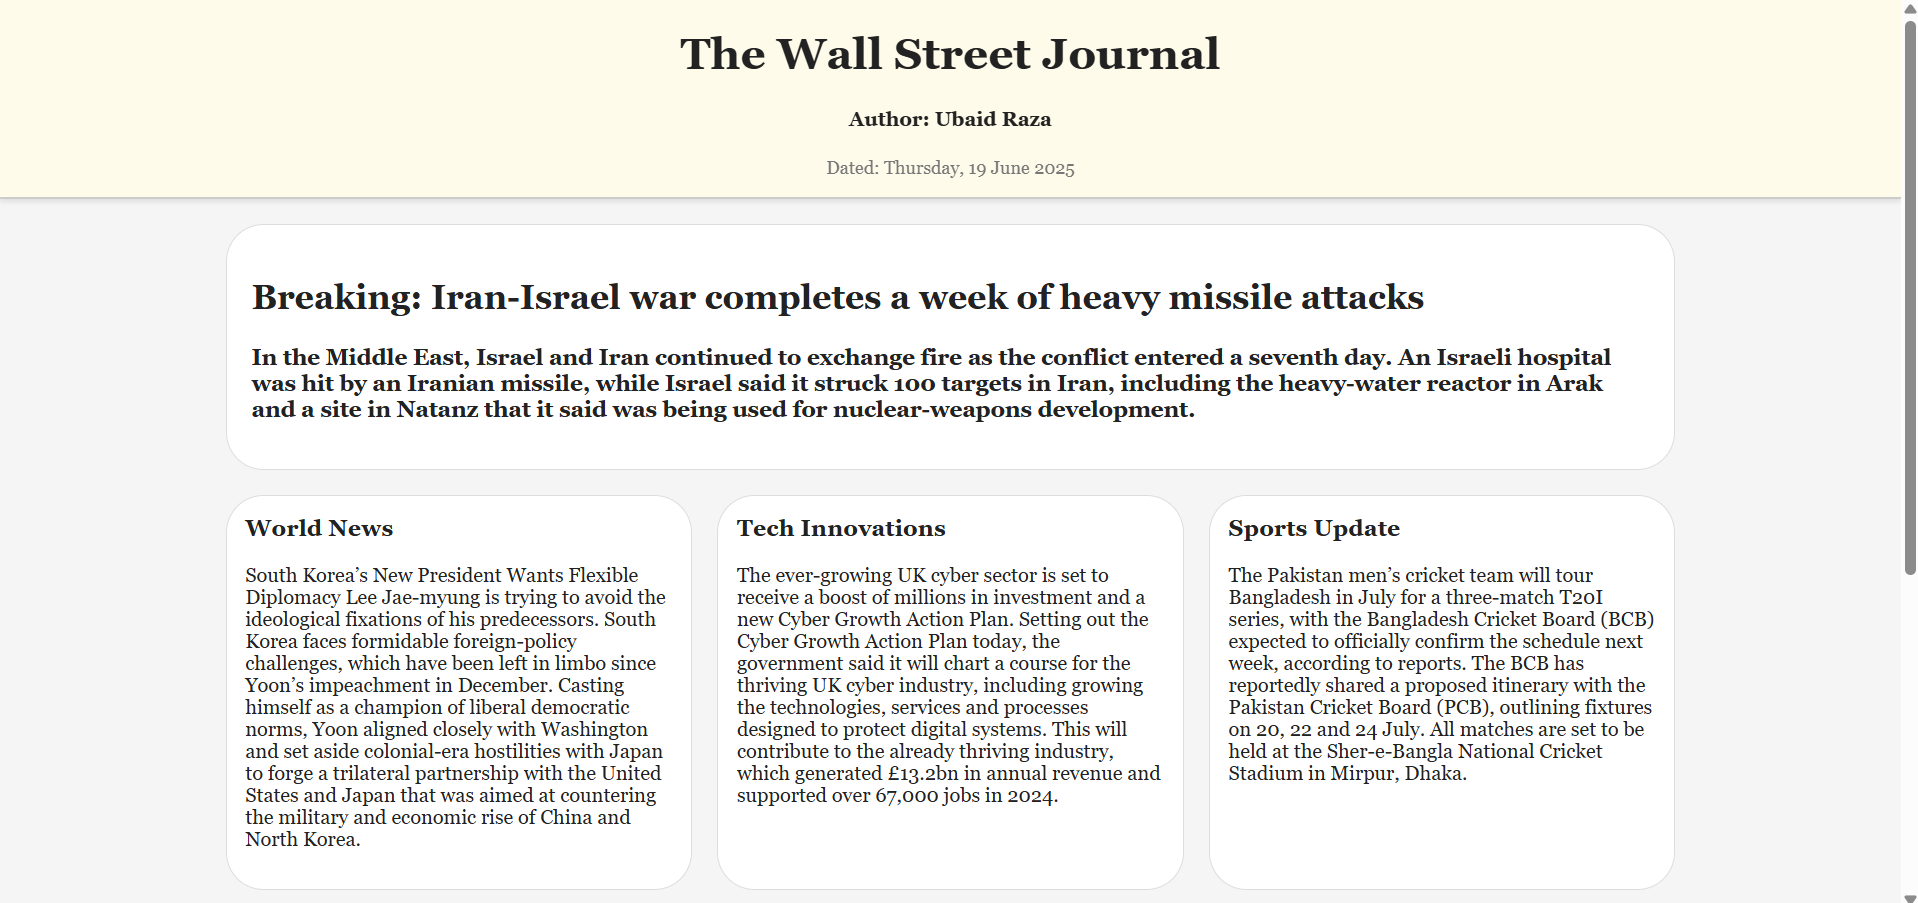 The Wall Street Journal
Author: Ubaid Raza
Dated: Thursday, 19 June 2025
Breaking: Iran-Israel war completes a week of heavy missile attacks
In the Middle East, Israel and Iran continued to exchange fire as the conflict entered a seventh day. An Israeli hospital
was hit by an Iranian missile, while Israel said it struck 100 targets in Iran, including the heavy-water reactor in Arak
and a site in Natanz that it said was being used for nuclear-weapons development.
World News
South Korea’s New President Wants Flexible
Diplomacy Lee Jae-myung is trying to avoid the
ideological fixations of his predecessors. South
Korea faces formidable foreign-policy
challenges, which have been left in limbo since
Yoon’s impeachment in December. Casting
himself as a champion of liberal democratic
norms, Yoon aligned closely with Washington
and set aside colonial-era hostilities with Japan
to forge a trilateral partnership with the United
States and Japan that was aimed at countering
the military and economic rise of China and
North Korea.
Tech Innovations
The ever-growing UK cyber sector is set to
receive a boost of millions in investment and a
new Cyber Growth Action Plan. Setting out the
Cyber Growth Action Plan today, the
government said it will chart a course for the
thriving UK cyber industry, including growing
the technologies, services and processes
designed to protect digital systems. This will
contribute to the already thriving industry,
which generated £13.2bn in annual revenue and
supported over 67,000 jobs in 2024.
Sports Update
The Pakistan men’s cricket team will tour
Bangladesh in July for a three-match T20I
series, with the Bangladesh Cricket Board (BCB)
expected to officially confirm the schedule next
week, according to reports. The BCB has
reportedly shared a proposed itinerary with the
Pakistan Cricket Board (PCB), outlining fixtures
on 20, 22 and 24 July. All matches are set to be
held at the Sher-e-Bangla National Cricket
Stadium in Mirpur, Dhaka.